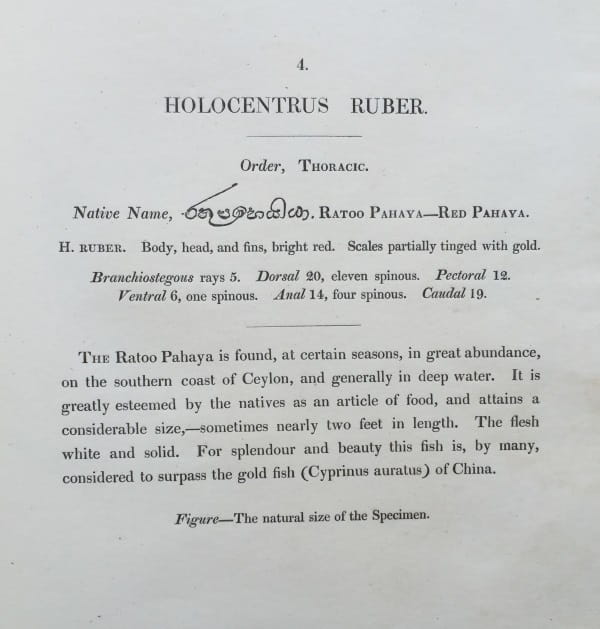 4.
HOLOCENTRUS RUBER.
Order, THORACIC.
Native Name, රතු පහයා. RATOO PAHAYA—RED PAHAYA.
H. RUBER. Body, head, and fins, bright red. Scales partially tinged with gold.
Branchiostegous rays 5. Dorsal 20, eleven spinous. Pectoral 12.
Ventral 6, one spinous. Anal 14, four spinous. Caudal 19.
THE Ratoo Pahaya is found, at certain seasons, in great abundance,
on the southern coast of Ceylon, and generally in deep water. It is
greatly esteemed by the natives as an article of food, and attains a
considerable size,—sometimes nearly two feet in length. The flesh
white and solid. For splendour and beauty this fish is, by many,
considered to surpass the gold fish (Cyprinus auratus) of China.
Figure—The natural size of the Specimen.